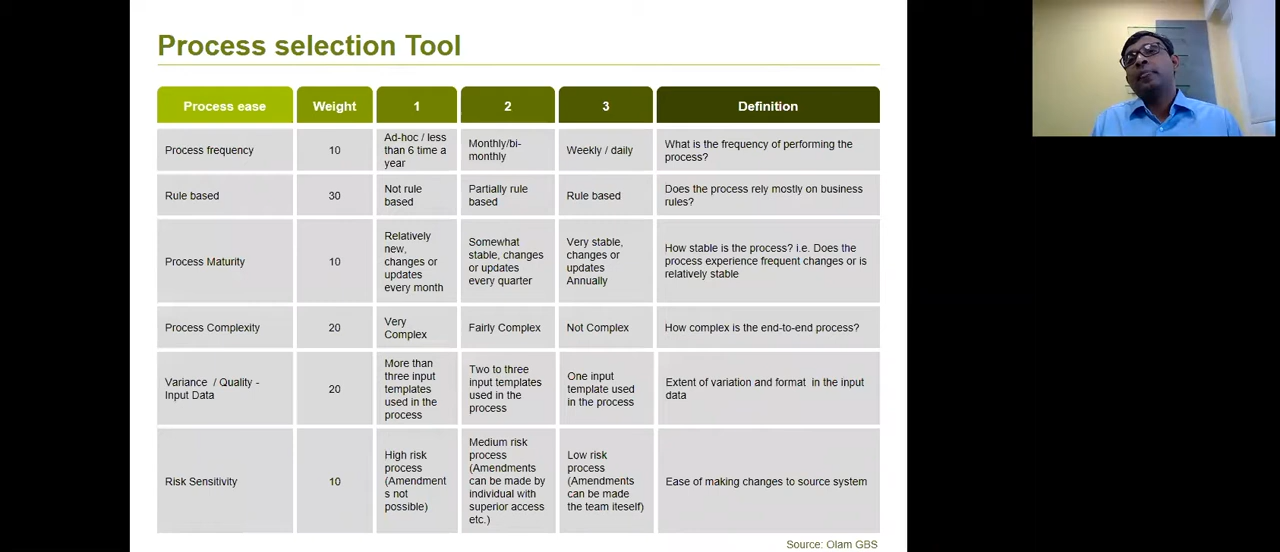 Process selection Tool
Process ease
Weight
1
2
3
Definition
Process frequency
10
Ad-hoc / less
than 6 time a
year
Monthly/bi-
monthly
Weekly / daily
What is the frequency of performing the
process?
Rule based
30
Not rule
based
Partially rule
based
Rule based
Does the process rely mostly on business
rules?
Process Maturity
10
Relatively
new,
changes or
updates
every month
Somewhat
stable, changes
or updates
every quarter
Very stable,
changes or
updates
Annually
How stable is the process? i.e. Does the
process experience frequent changes or is
relatively stable
Process Complexity
20
Very
Complex
Fairly Complex
Not Complex
How complex is the end-to-end process?
Variance / Quality -
Input Data
20
More than
three input
templates
used in the
process
Two to three
input templates
used in the
process
One input
template used
in the process
Extent of variation and format in the input
data
Risk Sensitivity
10
High risk
process
(Amendment
s not
possible)
Medium risk
process
(Amendments
can be made by
individual with
superior access
etc.)
Low risk
process
(Amendments
can be made
the team iteself)
Ease of making changes to source system
Source: Olam GBS